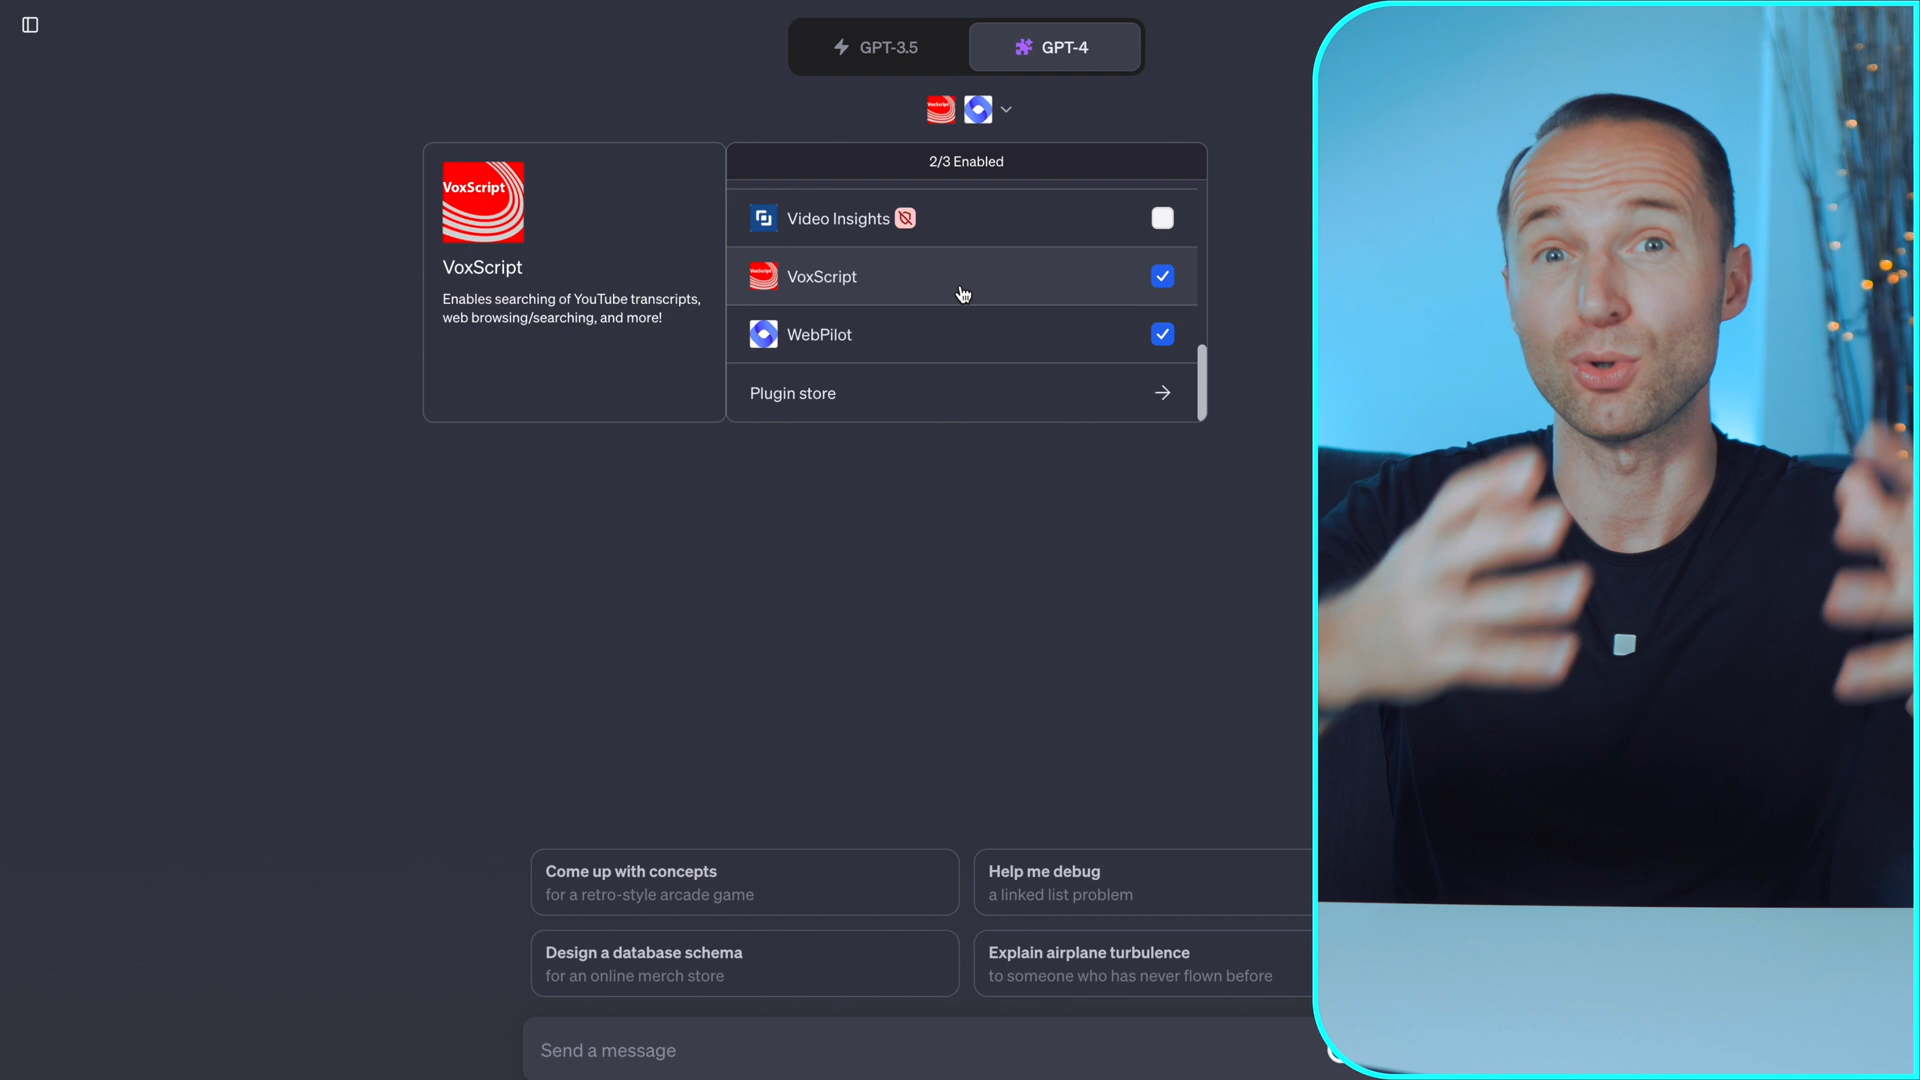 GPT-3.5
GPT-4
2/3 Enabled
VoxScript
VoxScript
Enables searching of YouTube transcripts,
web browsing/searching, and more!
Video Insights
VoxScript
WebPilot
Plugin store
Come up with concepts
for a retro-style arcade game
Help me debug
a linked list problem
Design a database schema
for an online merch store
Explain airplane turbulence
to someone who has never flown before
Send a message